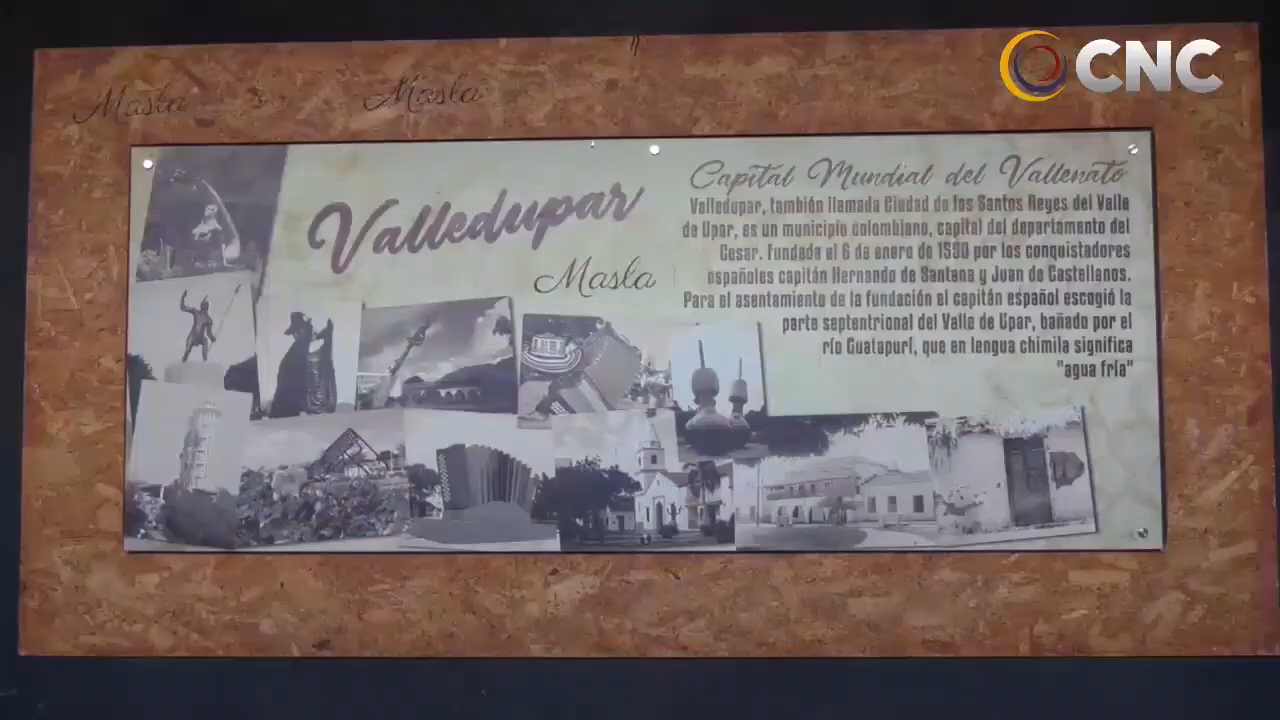 CNC
Masla
Masla
Valledupar
Masla
Capital Mundial del Vallenato
Valledupar, también llamada Ciudad de los Santos Reyes del Valle
de Upar, es un municipio colombiano, capital del departamento del
Cesar. Fundada el 6 de enero de 1550 por los conquistadores
españoles capitán Hernando de Santana y Juan de Castellanos.
Para el asentamiento de la fundación el capitán español escogió la
parte septentrional del Valle de Upar, bañado por el
río Guatapurí, que en lengua chimila significa
"agua fría"